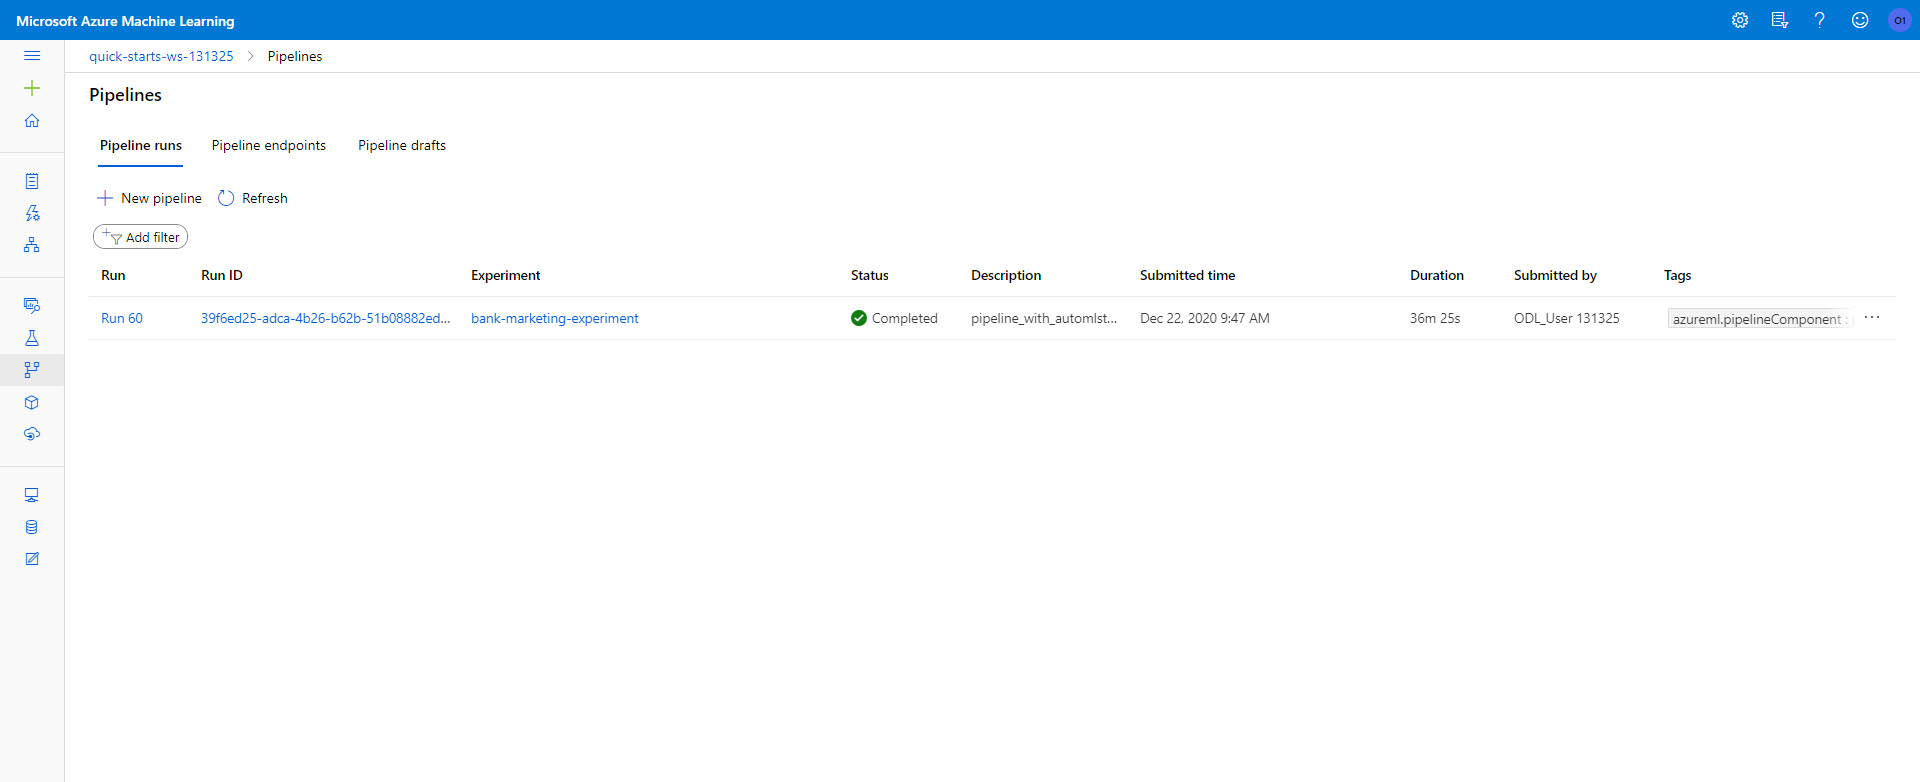 Microsoft Azure Machine Learning
O1
quick-starts-ws-131325 > Pipelines
Pipelines
Pipeline runs Pipeline endpoints Pipeline drafts
New pipeline Refresh
Add filter
Run Run ID Experiment Status Description Submitted time Duration Submitted by Tags
Run 60 39f6ed25-adca-4b26-b62b-51b08882ed... bank-marketing-experiment Completed pipeline_with_automlst... Dec 22, 2020 9:47 AM 36m 25s ODL_User 131325 azureml.pipelineComponent : ...